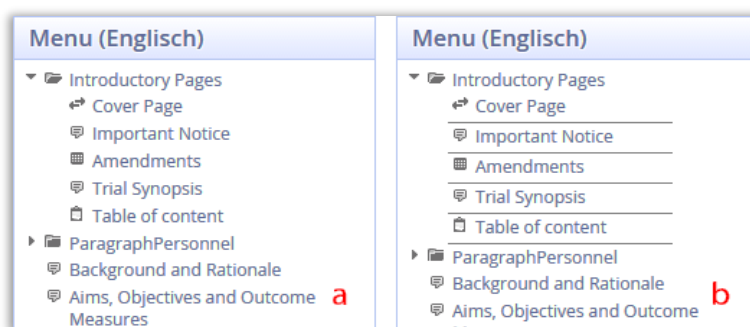 Menu (Englisch)
Introductory Pages
Cover Page
Important Notice
Amendments
Trial Synopsis
Table of content
ParagraphPersonnel
Background and Rationale
Aims, Objectives and Outcome
Measures
a
Menu (Englisch)
Introductory Pages
Cover Page
Important Notice
Amendments
Trial Synopsis
Table of content
ParagraphPersonnel
Background and Rationale
Aims, Objectives and Outcome
b